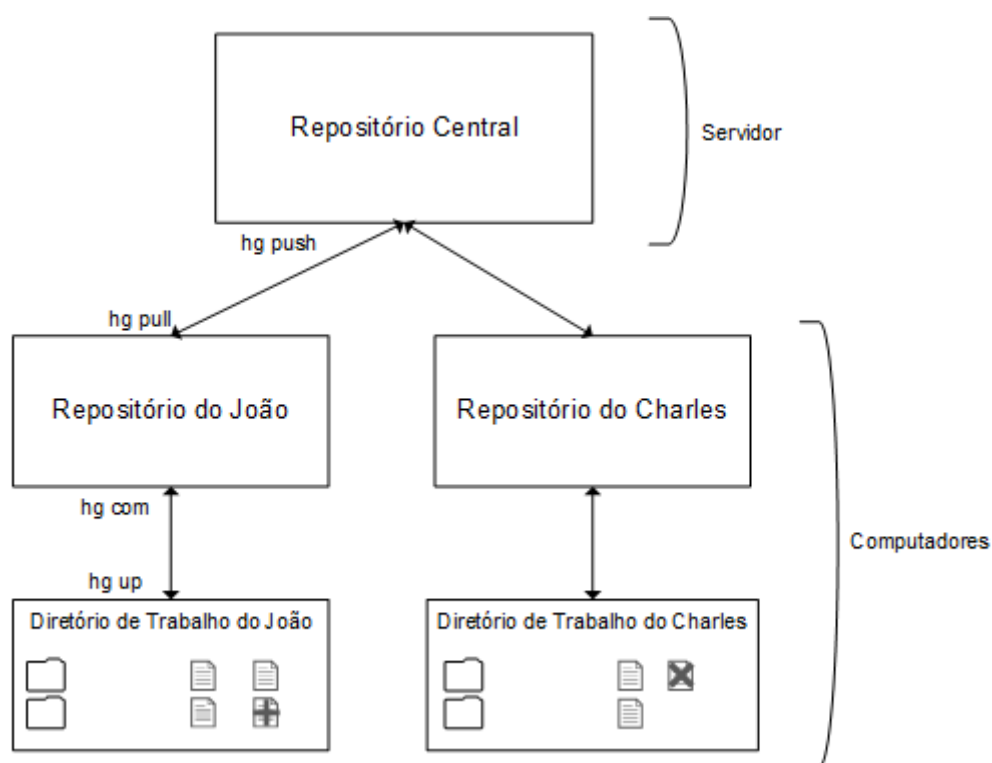 Repositório Central
Servidor
hg push
hg pull
Repositório do João
Repositório do Charles
hg com
Computadores
hg up
Diretório de Trabalho do João
Diretório de Trabalho do Charles